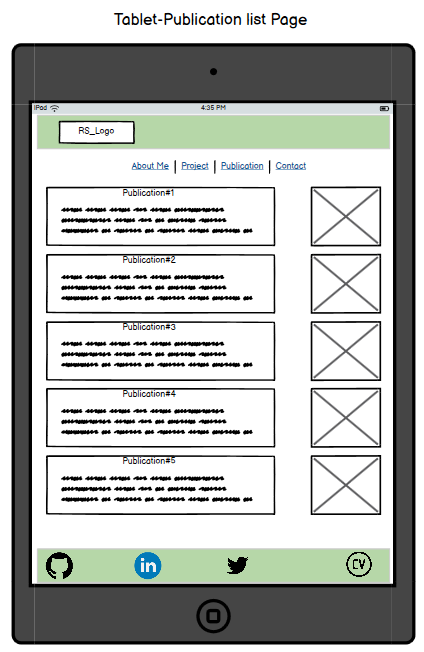 Tablet-Publication list Page
iPod 4:35 PM
RS_Logo
About Me | Project | Publication | Contact
Publication#1
Publication#2
Publication#3
Publication#4
Publication#5
in CV